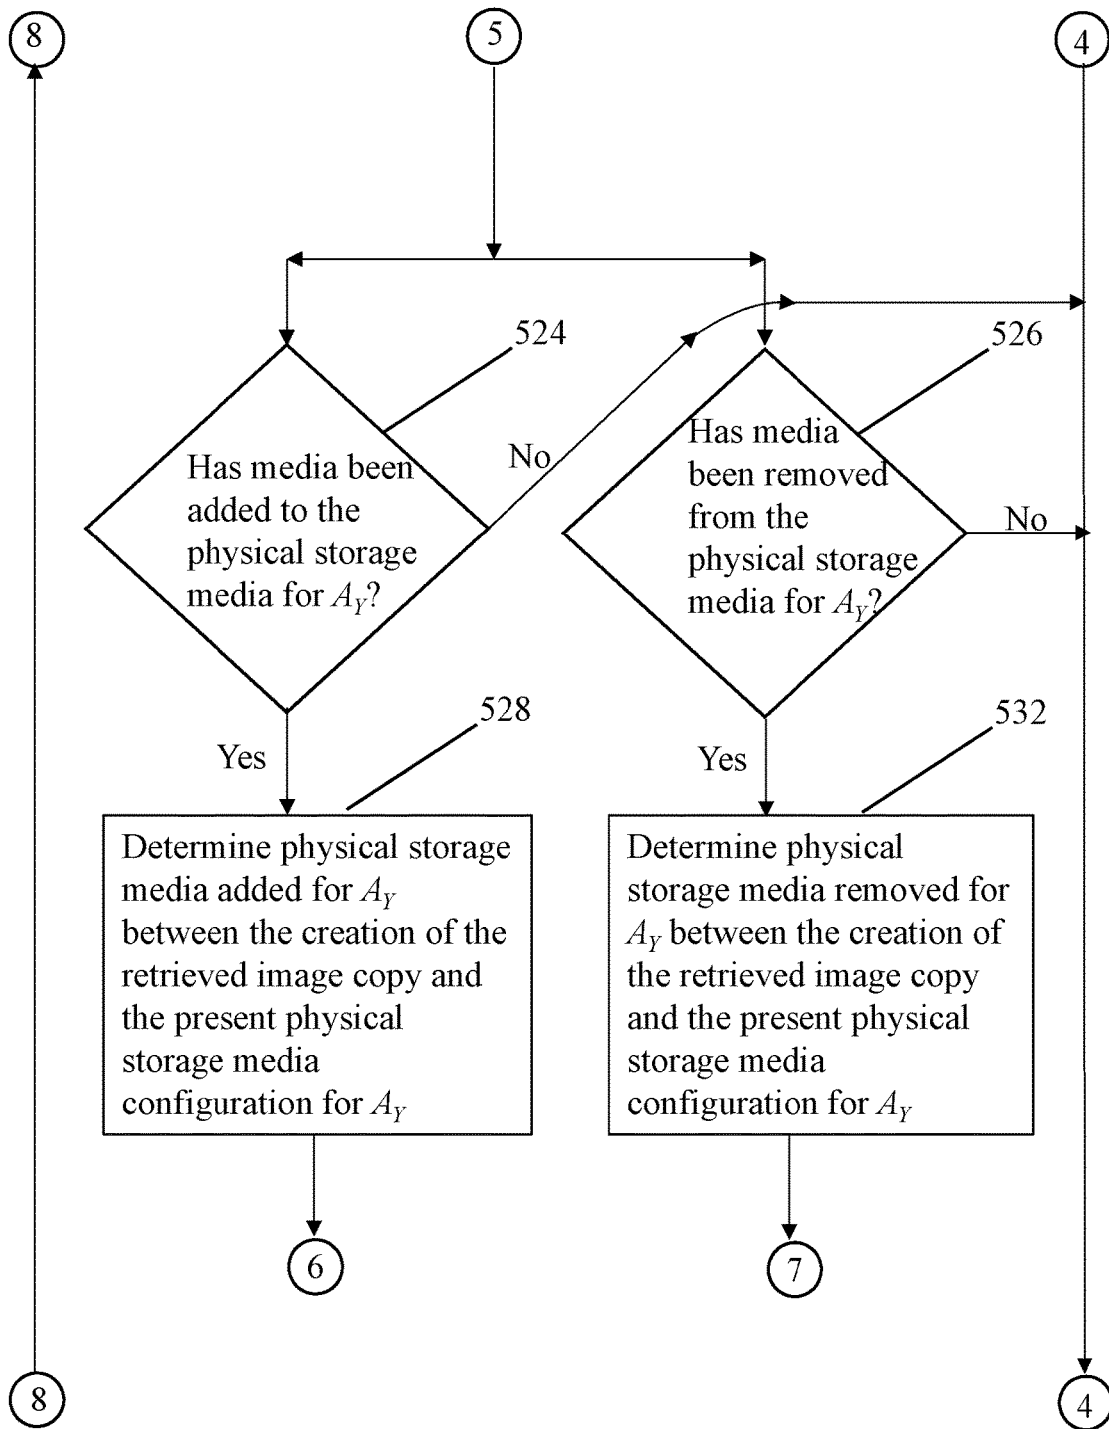 8
5
4
524
526
Has media been
added to the
physical storage
media for A_Y?
No
Has media
been removed
from the
physical storage
media for A_Y?
No
Yes
528
Yes
532
Determine physical storage
media added for A_Y
between the creation of the
retrieved image copy and
the present physical
storage media
configuration for A_Y
Determine physical
storage media removed for
A_Y between the creation of
the retrieved image copy
and the present physical
storage media
configuration for A_Y
6
7
8
4